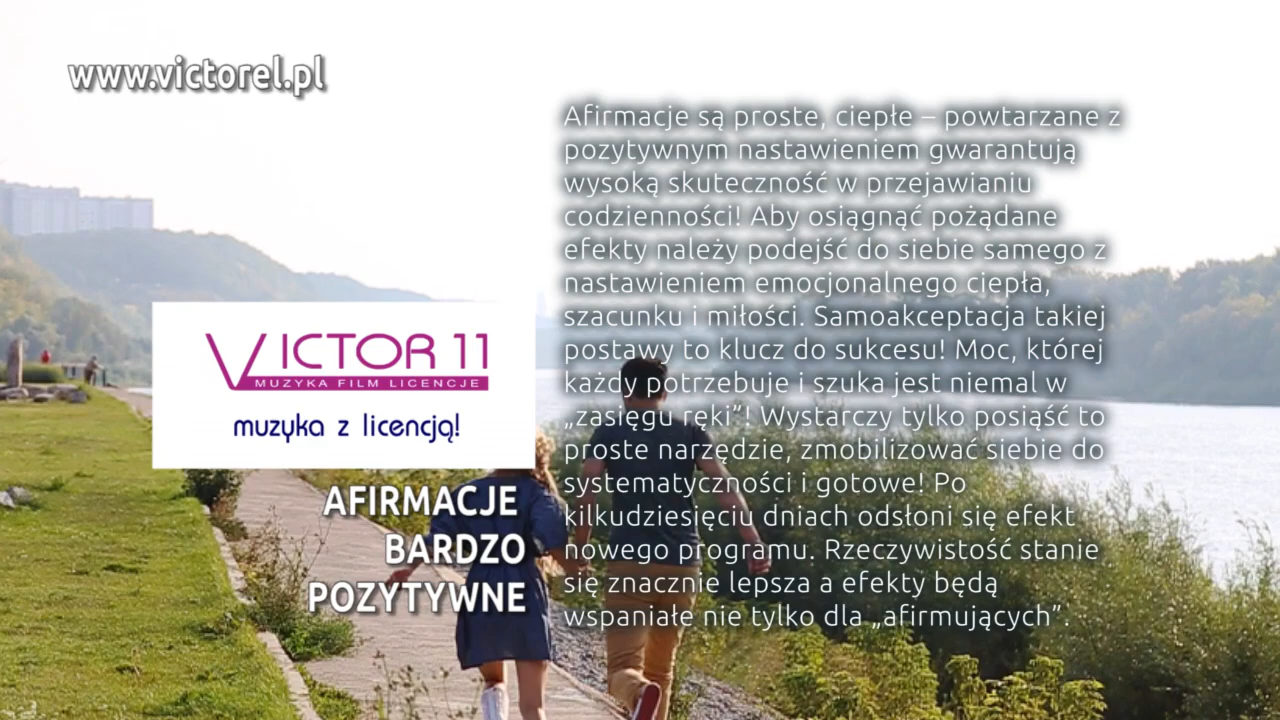 www.victorel.pl
VICTOR 11
MUZYKA FILM LICENCJE
muzyka z licencją!
AFIRMACJE
BARDZO
POZYTYWNE
Afirmacje są proste, ciepłe – powtarzane z
pozytywnym nastawieniem gwarantują
wysoką skuteczność w przejawianiu
codzienności! Aby osiągnąć pożądane
efekty należy podejść do siebie samego z
nastawieniem emocjonalnego ciepła,
szacunku i miłości. Samoakceptacja takiej
postawy to klucz do sukcesu! Moc, której
każdy potrzebuje i szuka jest niemal w
„zasięgu ręki”! Wystarczy tylko posiąść to
proste narzędzie, zmobilizować siebie do
systematyczności i gotowe! Po
kilkudziesięciu dniach odsłoni się efekt
nowego programu. Rzeczywistość stanie
się znacznie lepsza a efekty będą
wspaniałe nie tylko dla „afirmujących”.